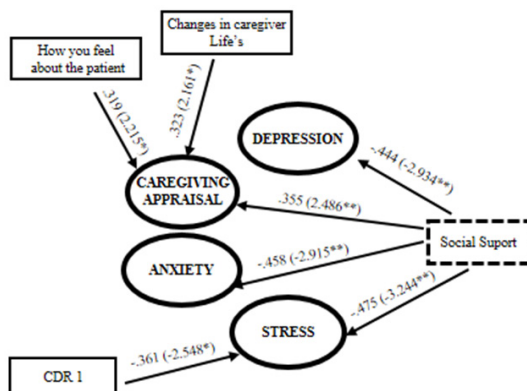 Changes in caregiver
Life's
How you feel
about the patient
.319 (2.215*)
.323 (2.161*)
DEPRESSION
-.444 (-2.934**)
CAREGIVING
APPRAISAL
.355 (2.486**)
Social Suport
ANXIETY
-.458 (-2.915**)
-.475 (-3.244**)
STRESS
-.361 (-2.548*)
CDR 1